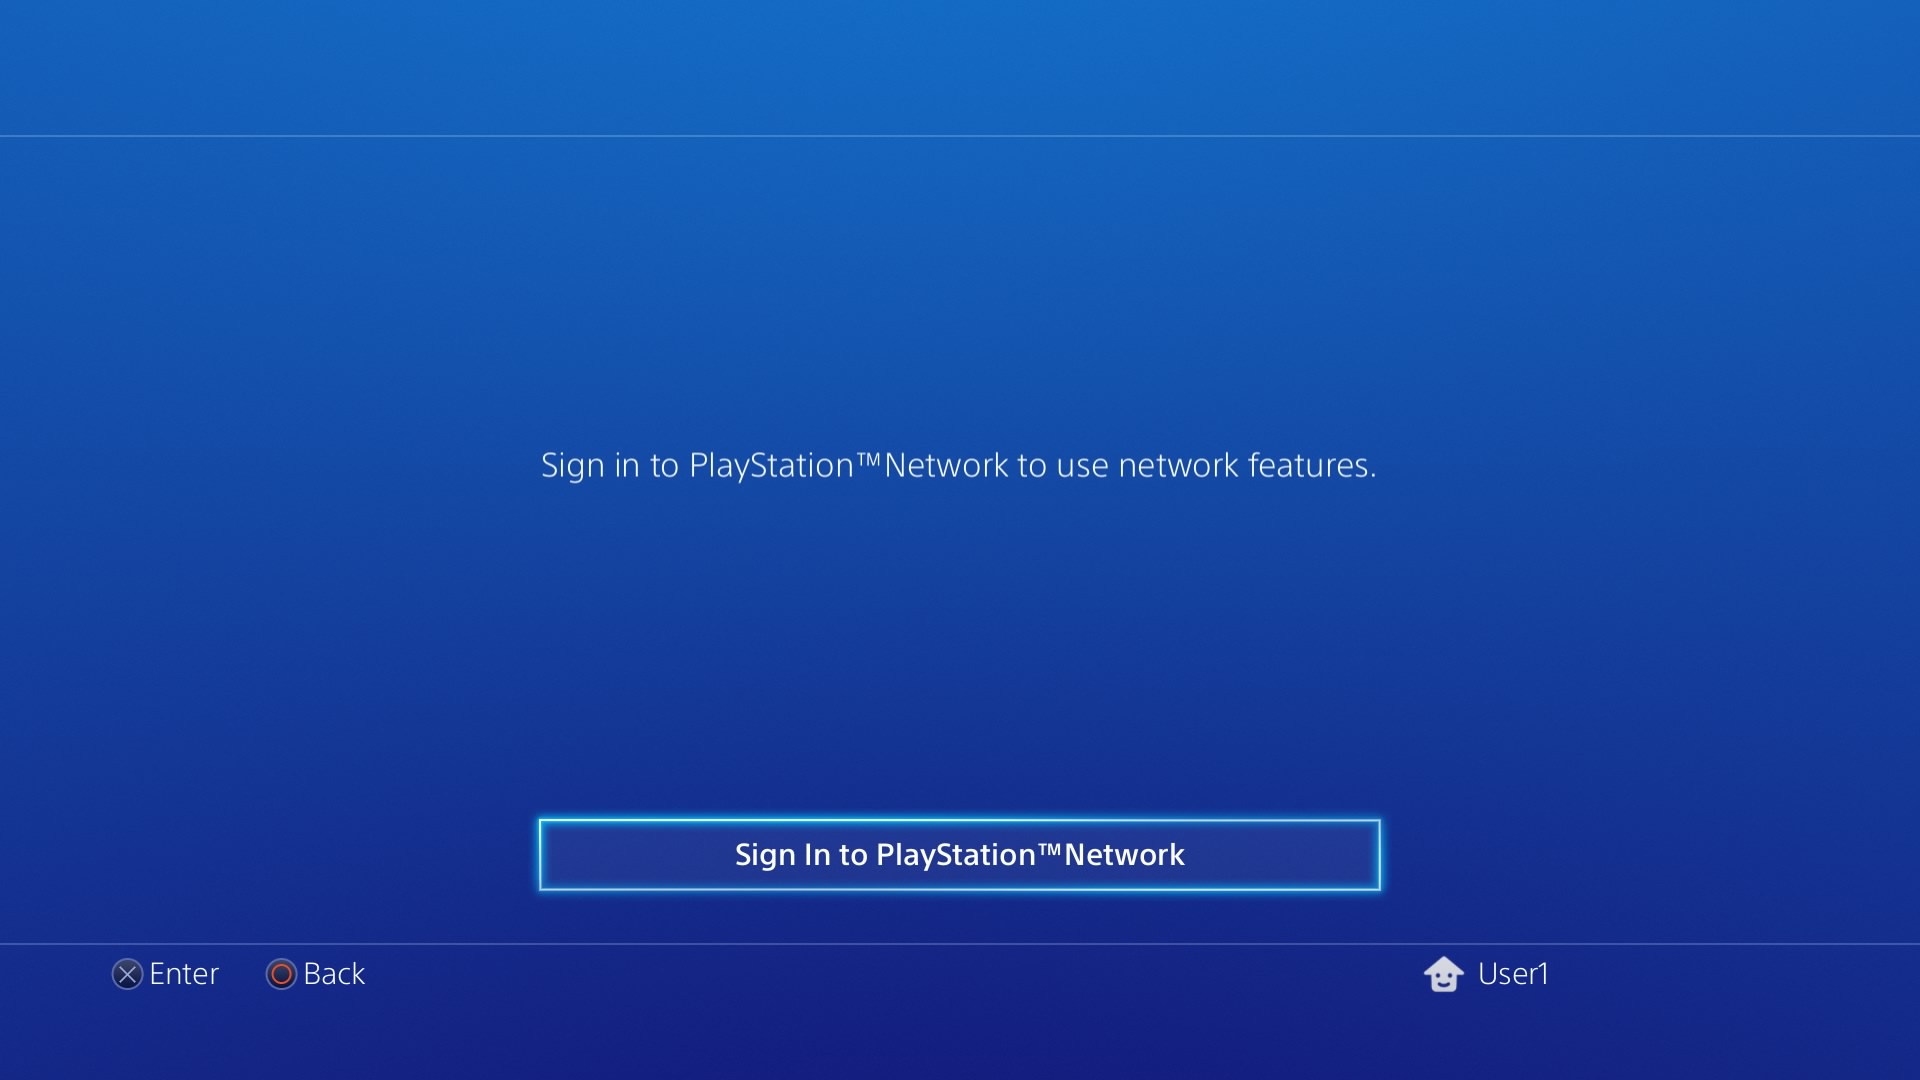 Sign in to PlayStation™Network to use network features.
Sign In to PlayStation™Network
Enter Back User1